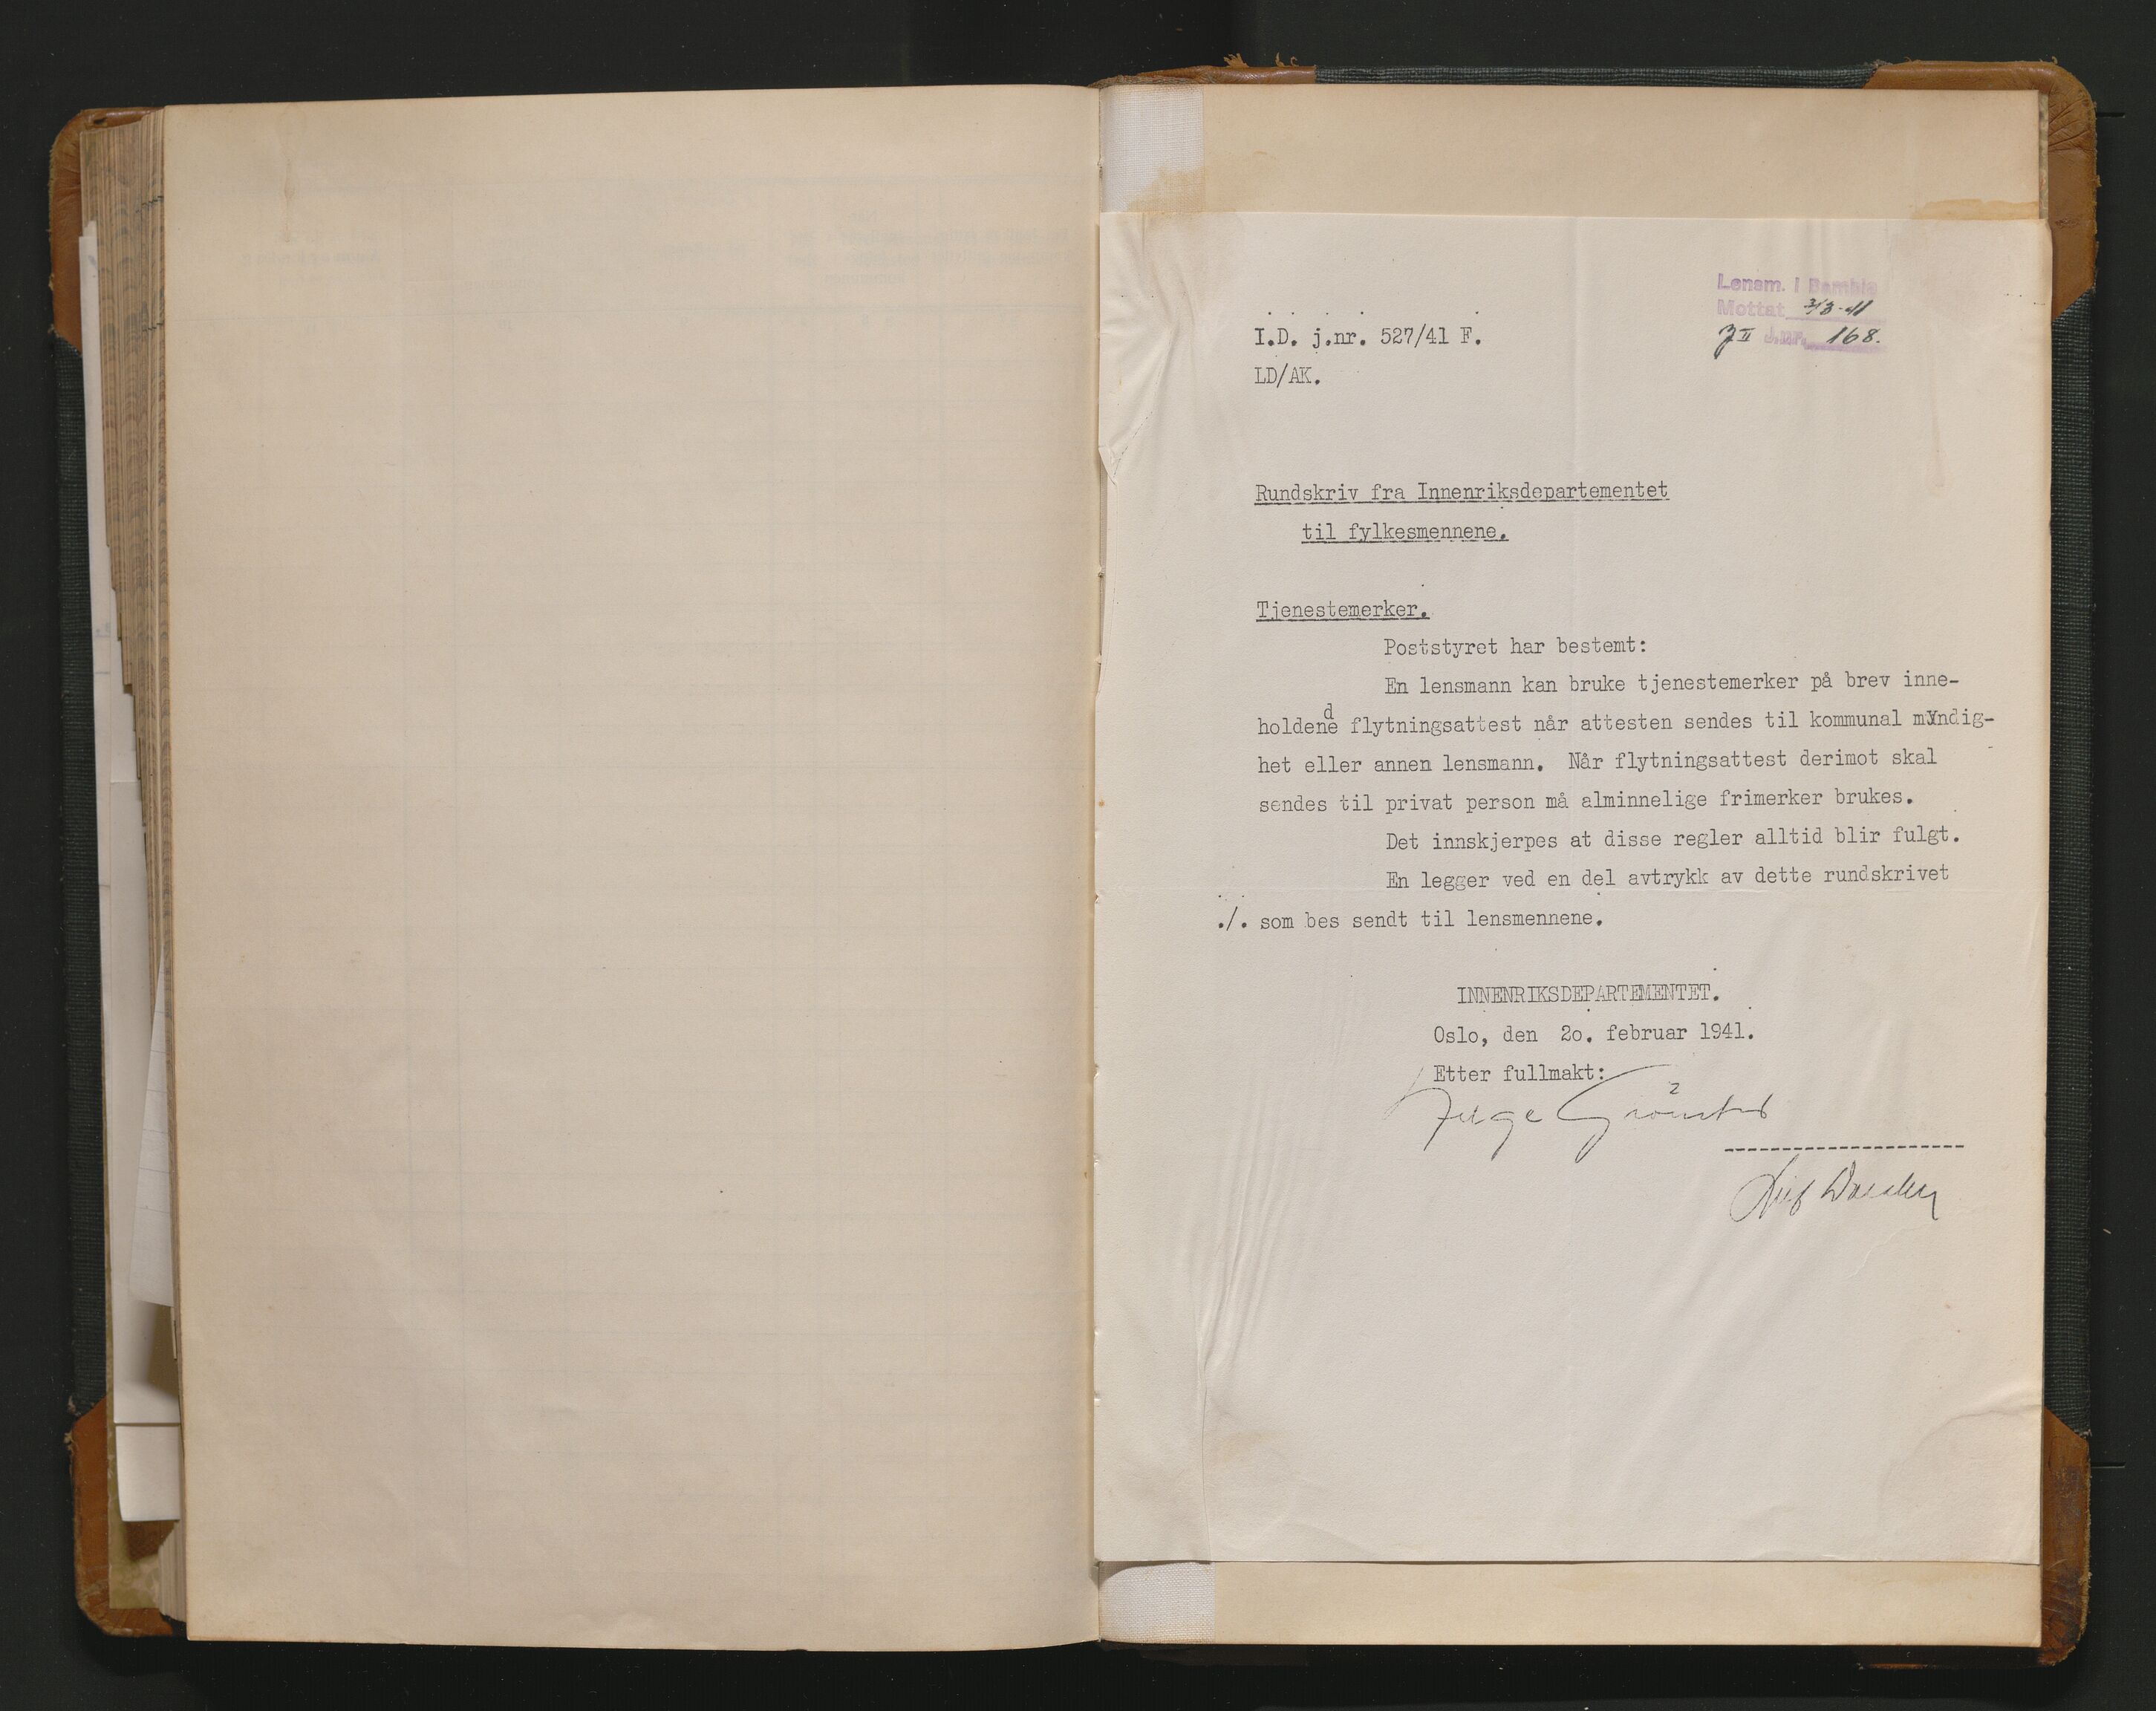 Lensm. i Bamble
Mottat 3/3-41
J II J.nr. 168.
I.D. j.nr. 527/41 F.
LD/AK.
Rundskriv fra Innenriksdepartementet
til fylkesmennene.
Tjenestemerker.
Poststyret har bestemt:
En lensmann kan bruke tjenestemerker på brev inne-
holdende flytningsattest når attesten sendes til kommunal myndig-
het eller annen lensmann. Når flytningsattest derimot skal
sendes til privat person må alminnelige frimerker brukes.
Det innskjerpes at disse regler alltid blir fulgt.
En legger ved en del avtrykk av dette rundskrivet
./. som bes sendt til lensmennene.
INNENRIKSDEPARTEMENTET.
Oslo, den 2o. februar 1941.
Etter fullmakt: